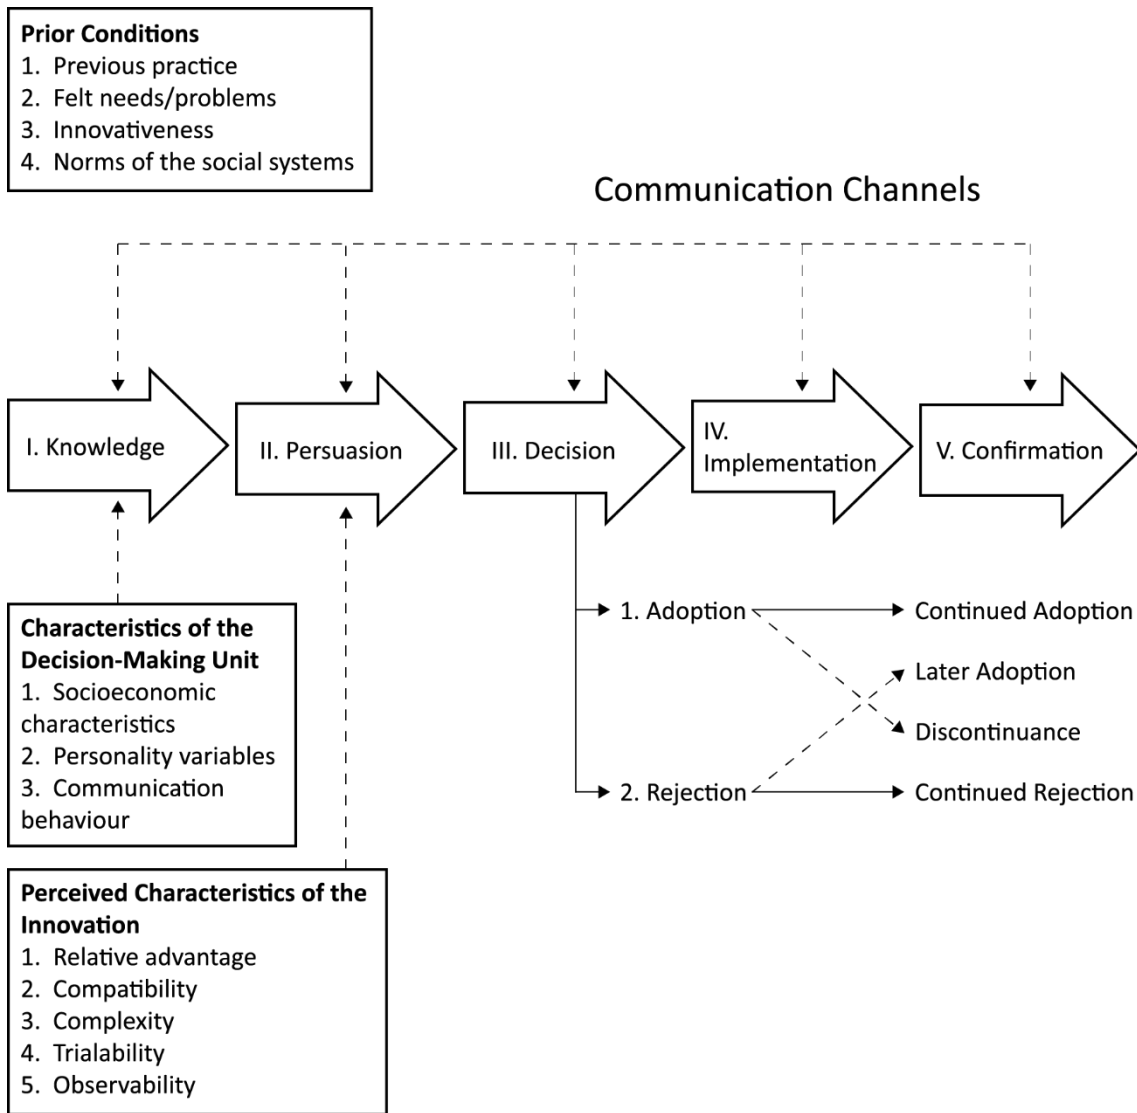 Prior Conditions
1. Previous practice
2. Felt needs/problems
3. Innovativeness
4. Norms of the social systems
Communication Channels
I. Knowledge
II. Persuasion
III. Decision
IV.
Implementation
V. Confirmation
1. Adoption
Continued Adoption
Later Adoption
Discontinuance
2. Rejection
Continued Rejection
Characteristics of the
Decision-Making Unit
1. Socioeconomic
characteristics
2. Personality variables
3. Communication
behaviour
Perceived Characteristics of the
Innovation
1. Relative advantage
2. Compatibility
3. Complexity
4. Trialability
5. Observability